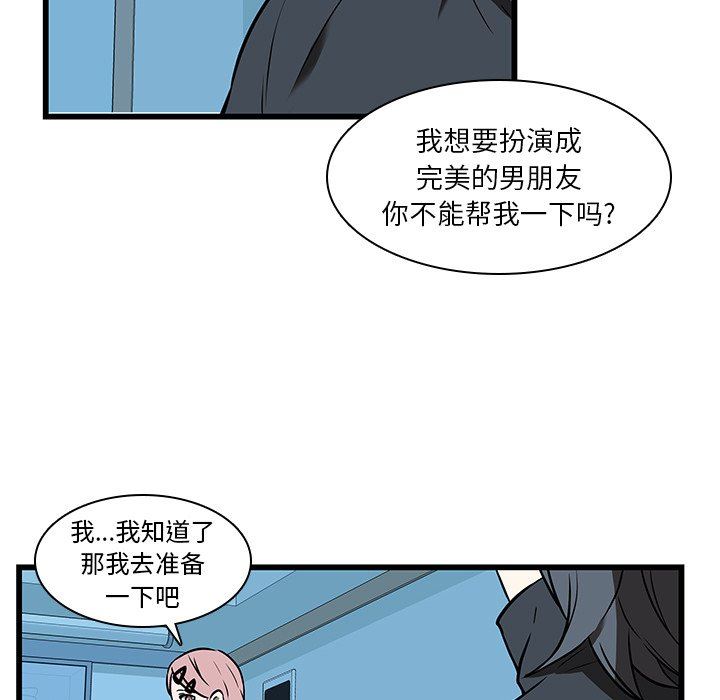 我想要扮演成
完美的男朋友
你不能帮我一下吗?
我...我知道了
那我去准备
一下吧